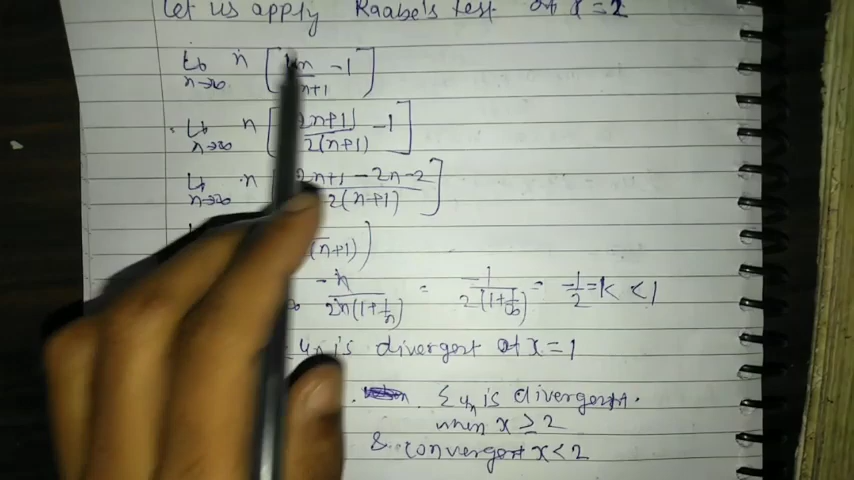 Let us apply Raabe's test at x = 2
Lt n→∞ n [ un / n+1 - 1 ]
Lt n→∞ n [ 2n+1 / 2(n+1) - 1 ]
Lt n→∞ n [ 2n+1-2n-2 / 2(n+1) ]
(n+1) ]
∞ -n / 2n(1+1/n) = -1 / 2(1+1/∞) = -1/2 = K < 1
un is divergent at x = 1
Σun is divergent.
when x ≥ 2
& convergent x < 2